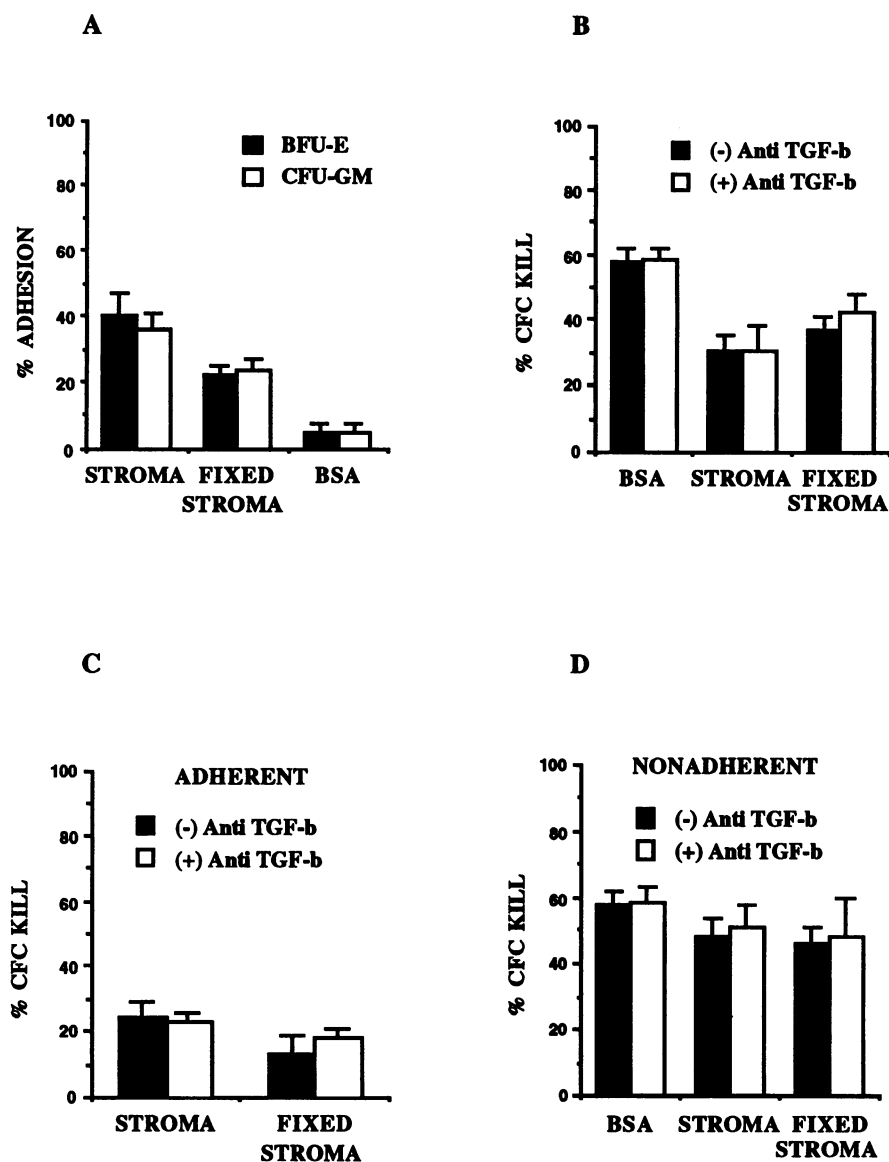 A
100
80
60
40
20
0
% ADHESION
BFU-E
CFU-GM
STROMA FIXED STROMA BSA
B
100
80
60
40
20
0
% CFC KILL
(-) Anti TGF-b
(+) Anti TGF-b
BSA STROMA FIXED STROMA
C
ADHERENT
100
80
60
40
20
0
% CFC KILL
(-) Anti TGF-b
(+) Anti TGF-b
STROMA FIXED STROMA
D
NONADHERENT
100
80
60
40
20
0
% CFC KILL
(-) Anti TGF-b
(+) Anti TGF-b
BSA STROMA FIXED STROMA